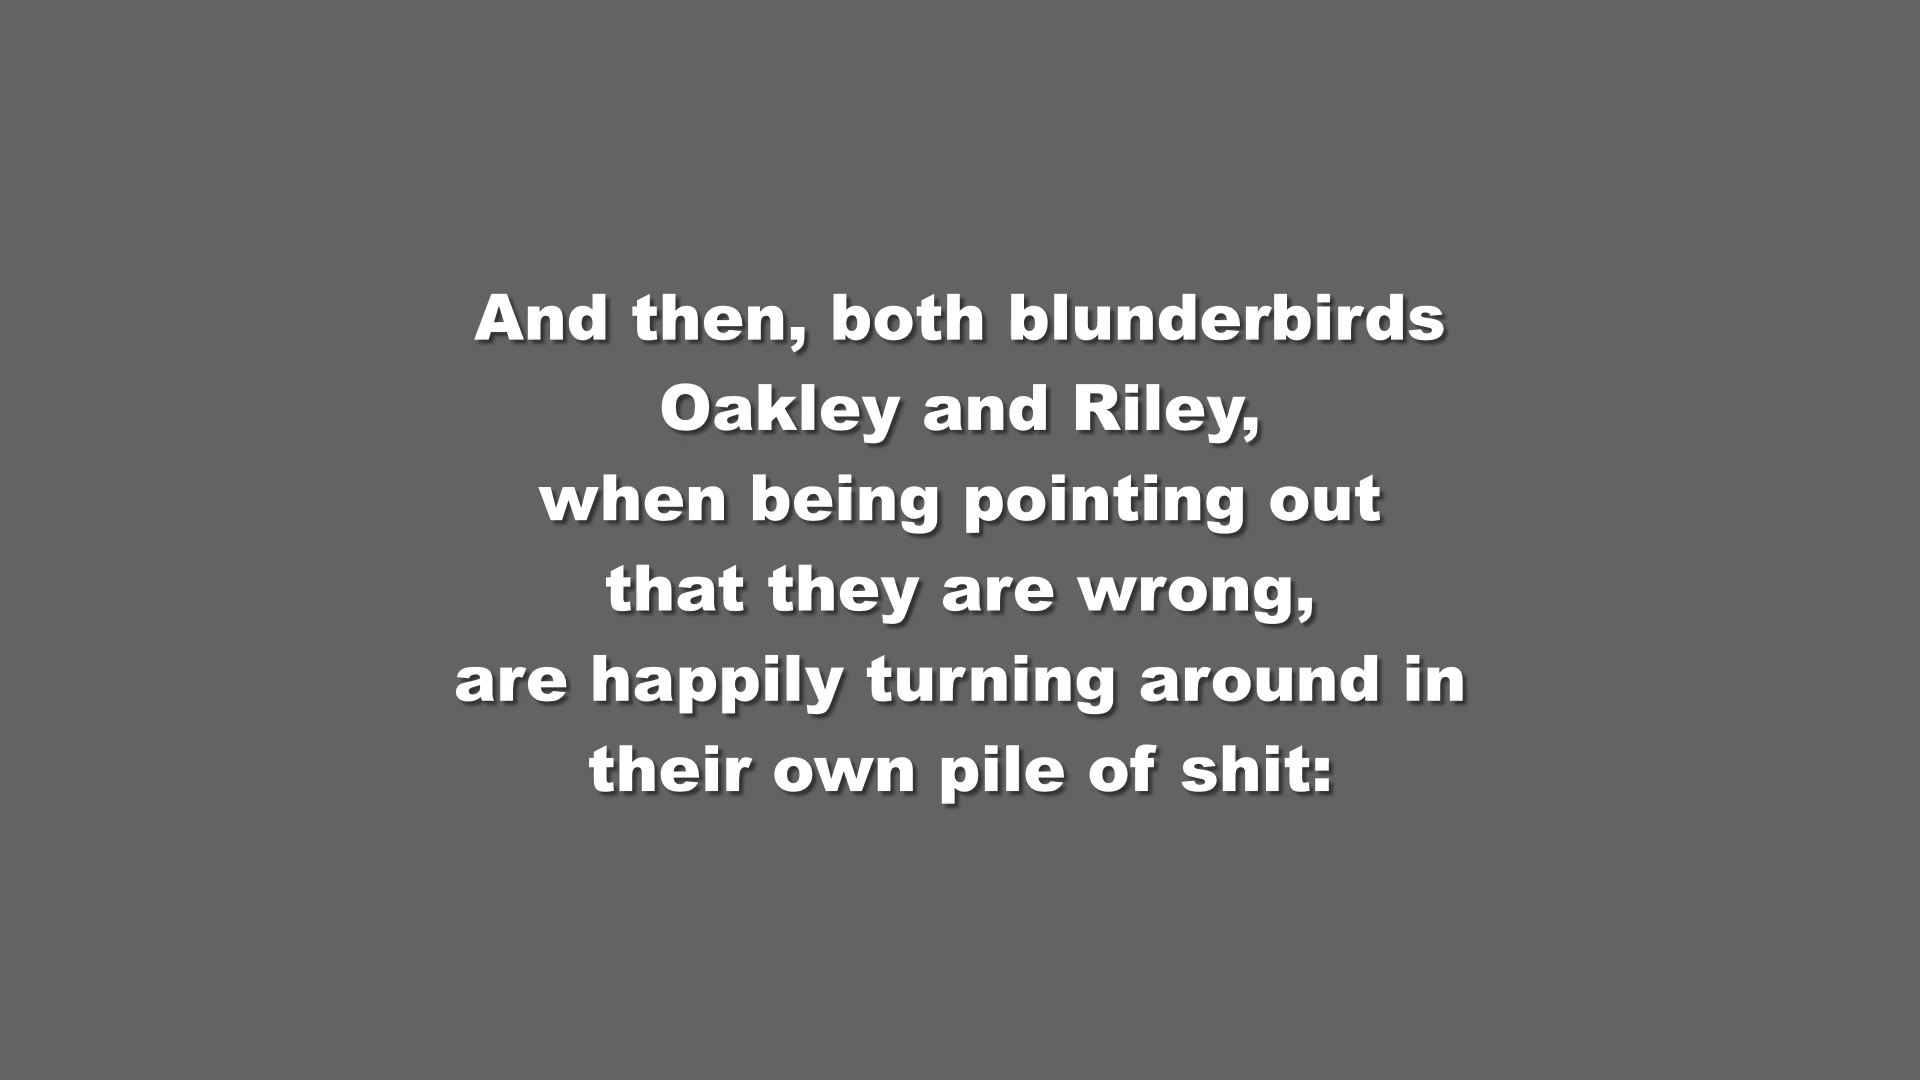 And then, both blunderbirds
Oakley and Riley,
when being pointing out
that they are wrong,
are happily turning around in
their own pile of shit: